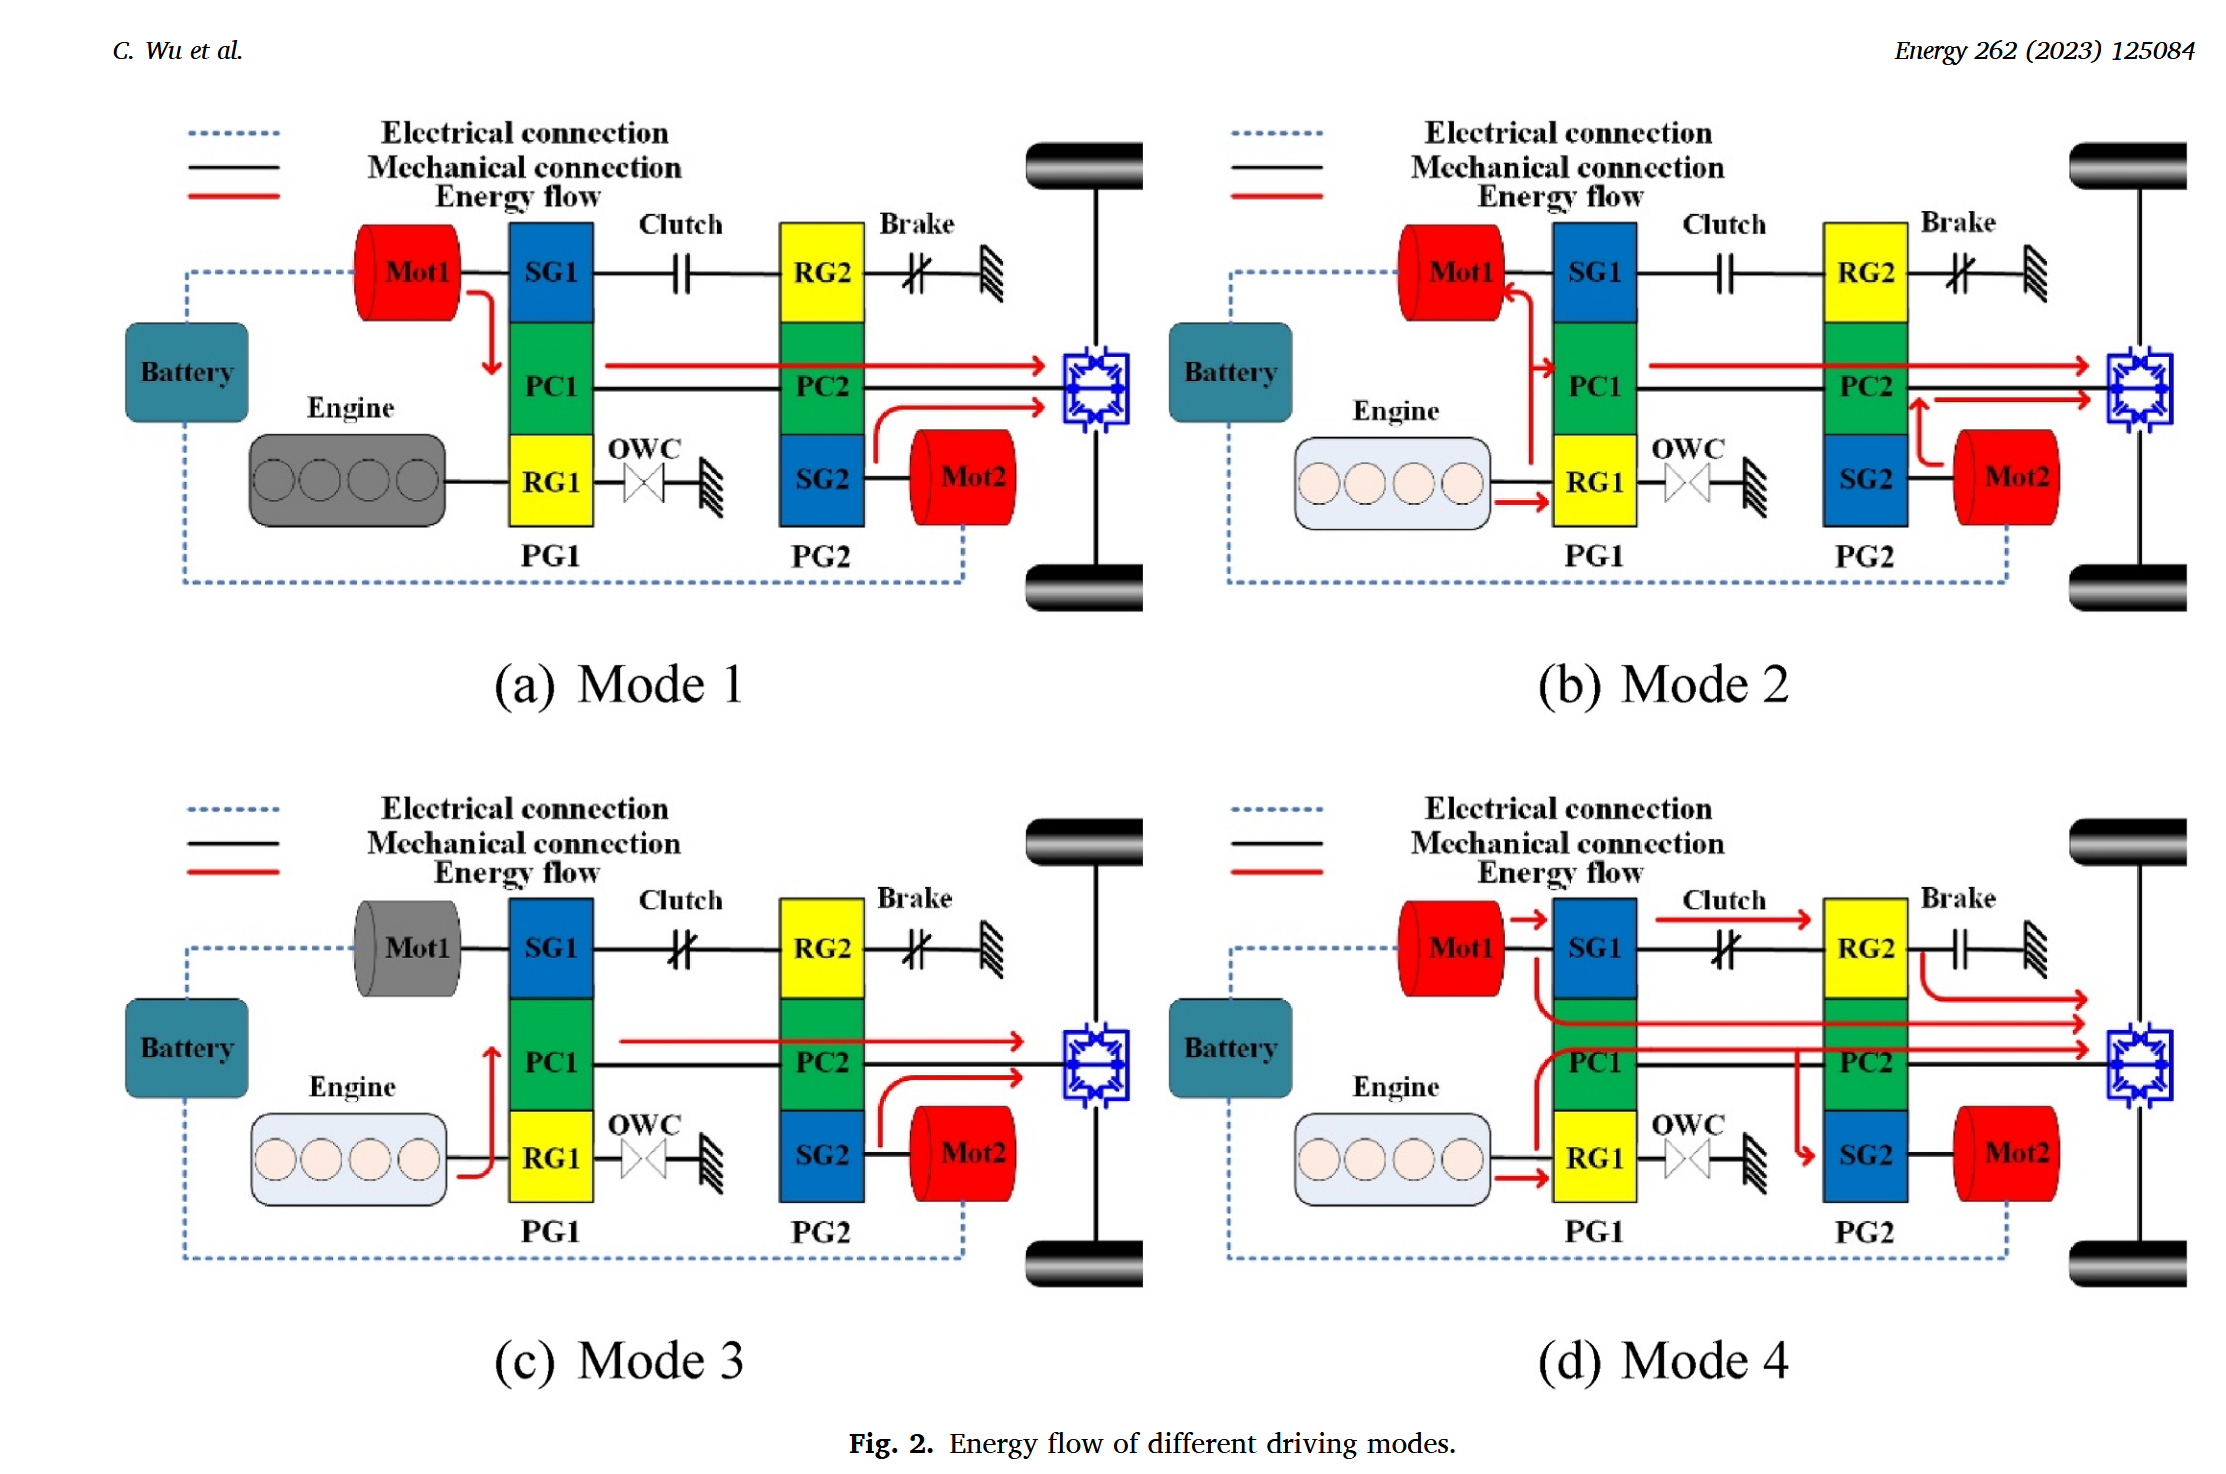 C. Wu et al.
Energy 262 (2023) 125084
Electrical connection
Mechanical connection
Energy flow
Clutch
Brake
Mot1
SG1
RG2
Battery
PC1
PC2
Engine
OWC
RG1
SG2
Mot2
PG1
PG2
(a) Mode 1
Electrical connection
Mechanical connection
Energy flow
Clutch
Brake
Mot1
SG1
RG2
Battery
PC1
PC2
Engine
OWC
RG1
SG2
Mot2
PG1
PG2
(b) Mode 2
Electrical connection
Mechanical connection
Energy flow
Clutch
Brake
Mot1
SG1
RG2
Battery
PC1
PC2
Engine
OWC
RG1
SG2
Mot2
PG1
PG2
(c) Mode 3
Electrical connection
Mechanical connection
Energy flow
Clutch
Brake
Mot1
SG1
RG2
Battery
PC1
PC2
Engine
OWC
RG1
SG2
Mot2
PG1
PG2
(d) Mode 4
Fig. 2. Energy flow of different driving modes.